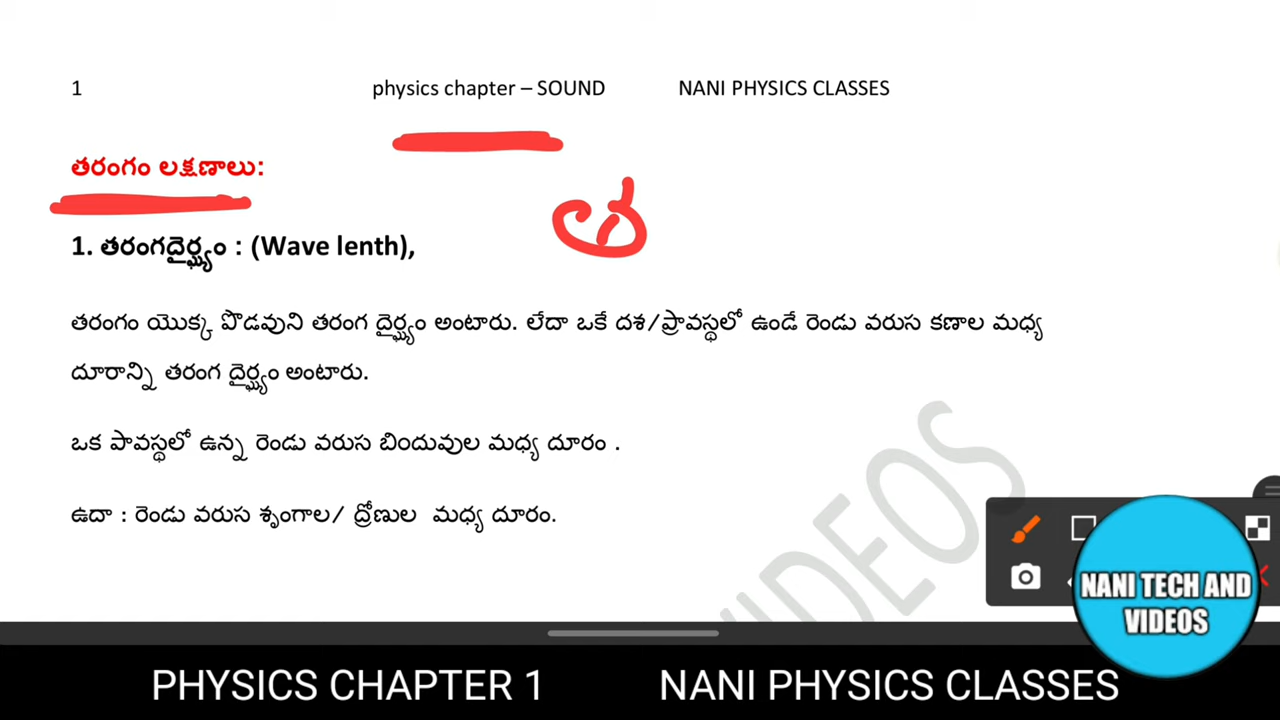 1 physics chapter – SOUND NANI PHYSICS CLASSES
తరంగం లక్షణాలు:
త
1. తరంగదైర్ఘ్యం : (Wave lenth),
తరంగం యొక్క పొడవుని తరంగ దైర్ఘ్యం అంటారు. లేదా ఒకే దశ/ప్రావస్థలో ఉండే రెండు వరుస కణాల మధ్య
దూరాన్ని తరంగ దైర్ఘ్యం అంటారు.
ఒక పావస్థలో ఉన్న రెండు వరుస బిందువుల మధ్య దూరం .
ఉదా : రెండు వరుస శృంగాల/ ద్రోణుల మధ్య దూరం.
VIDEOS
NANI TECH AND
VIDEOS
PHYSICS CHAPTER 1 NANI PHYSICS CLASSES